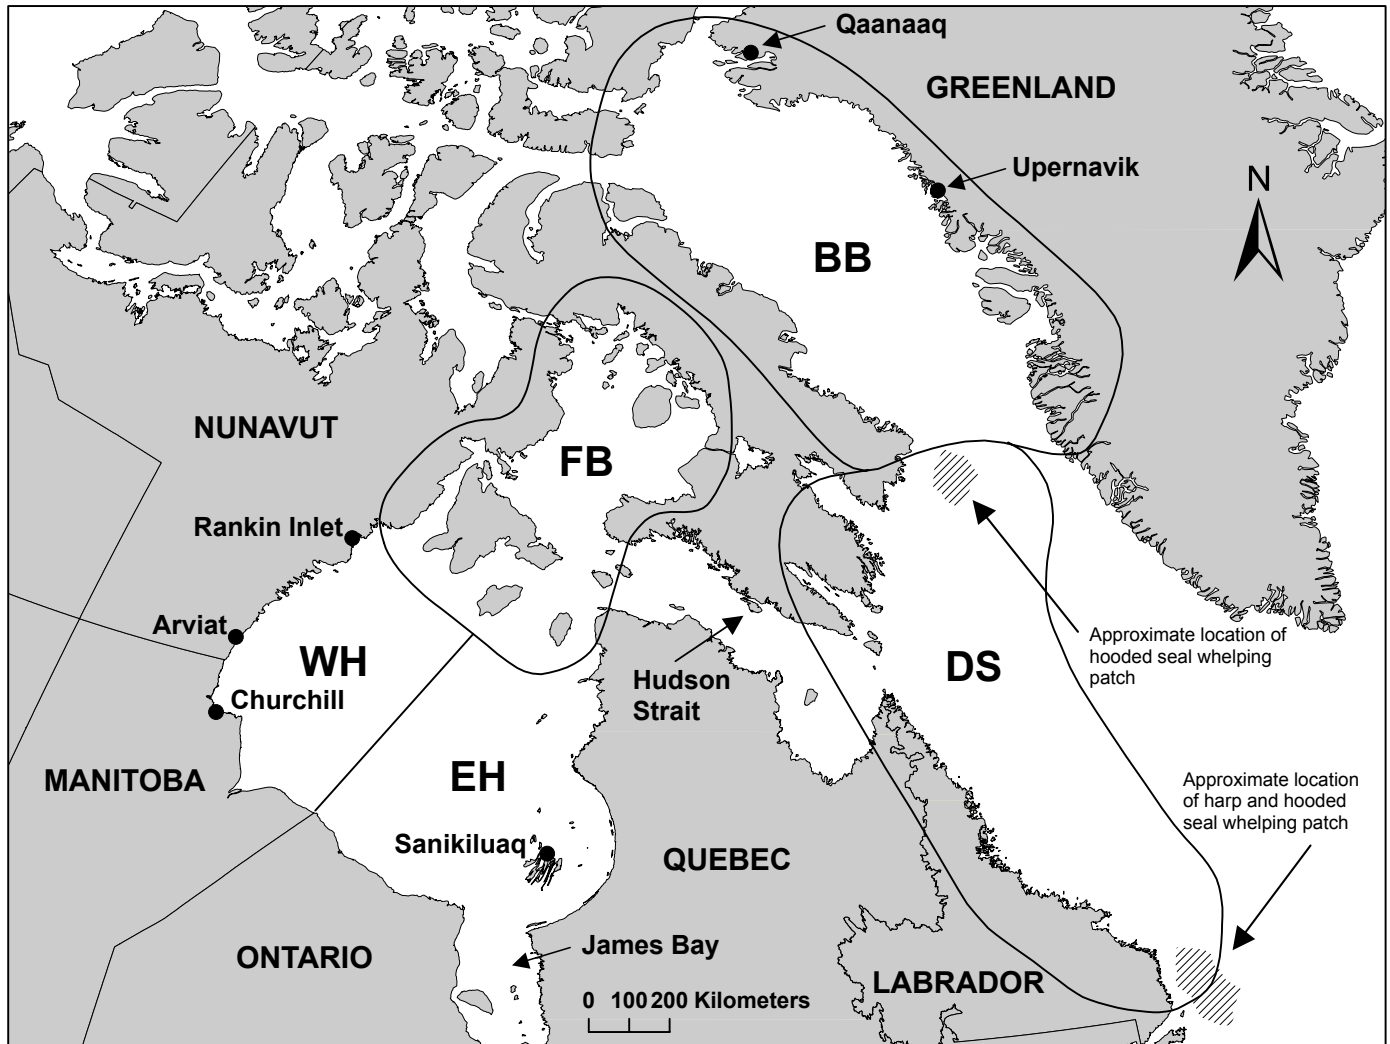 Qaanaaq
GREENLAND
Upernavik
N
BB
NUNAVUT
FB
Rankin Inlet
Arviat
WH
Churchill
Hudson
Strait
DS
Approximate location of
hooded seal whelping
patch
MANITOBA
EH
Sanikiluaq
QUEBEC
Approximate location
of harp and hooded
seal whelping patch
ONTARIO
James Bay
LABRADOR
0 100 200 Kilometers